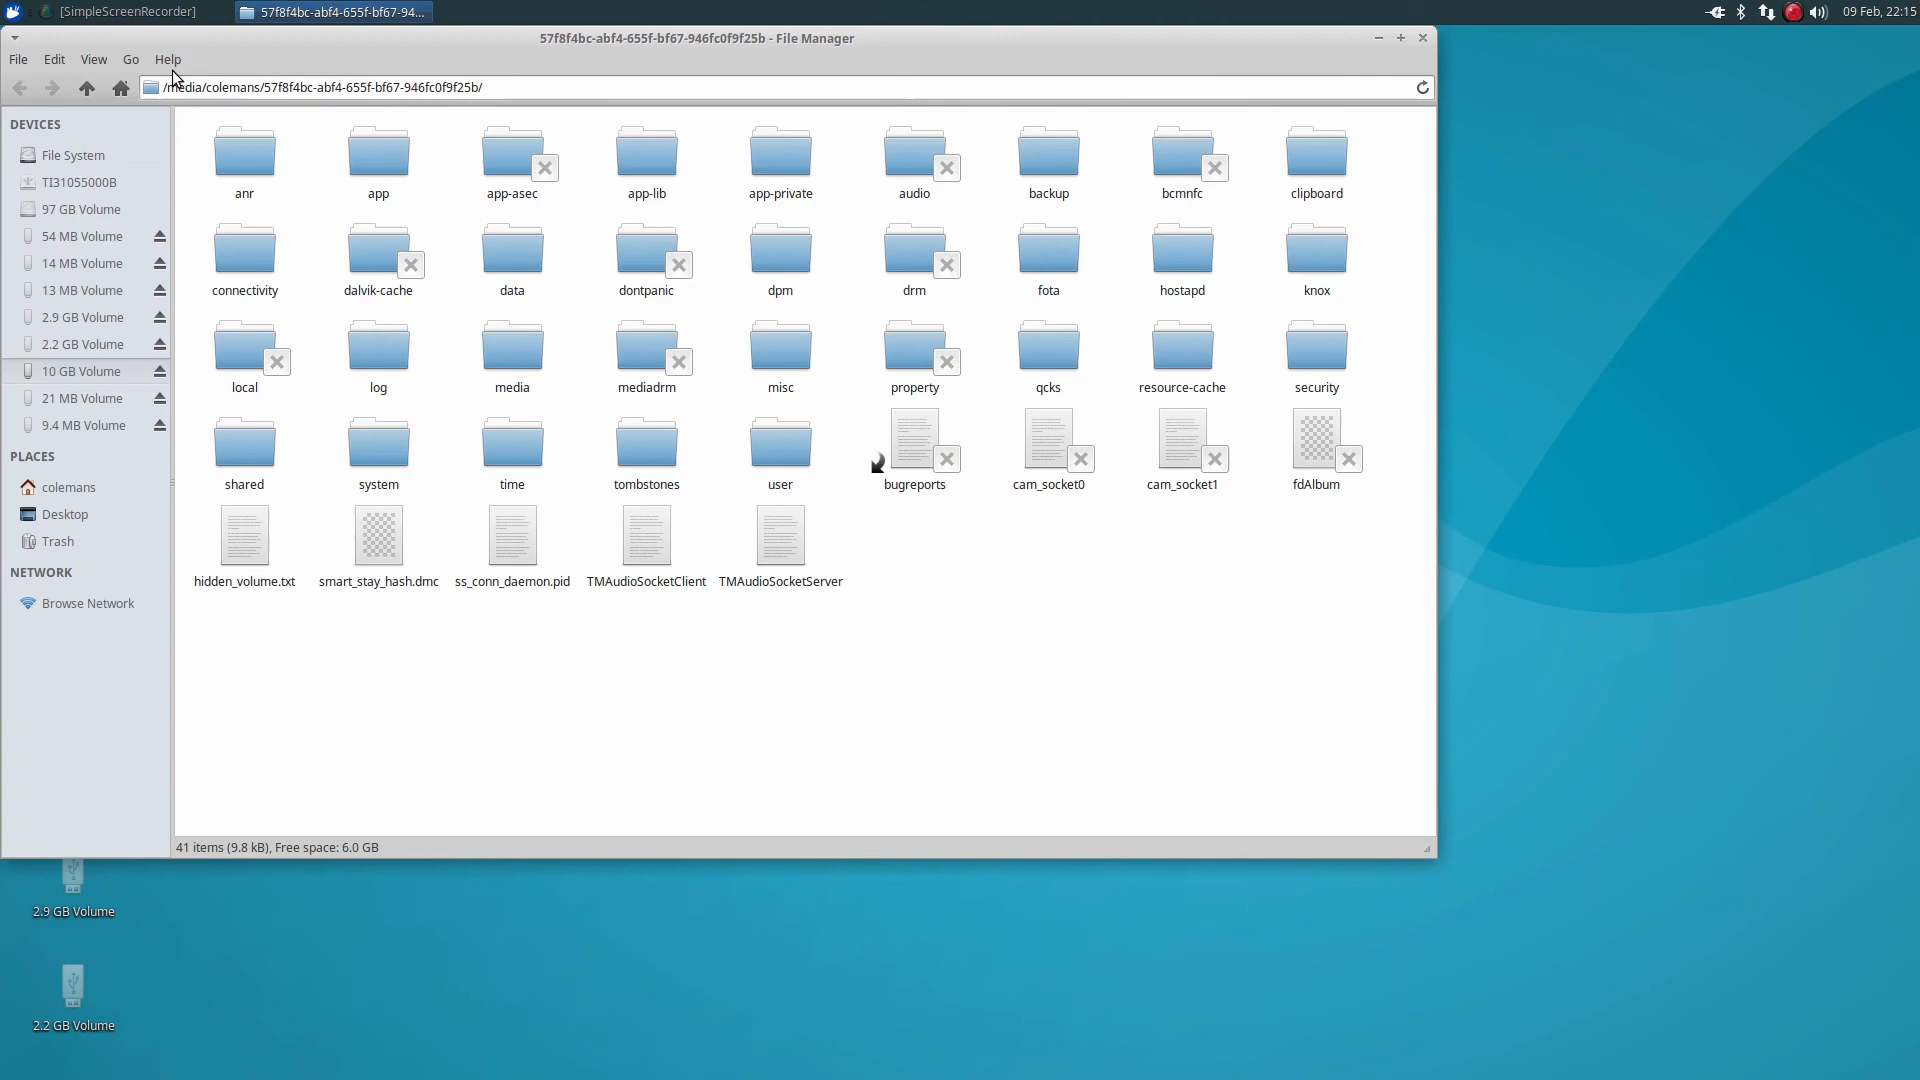 [SimpleScreenRecorder]
57f8f4bc-abf4-655f-bf67-94...
09 Feb, 22:15
57f8f4bc-abf4-655f-bf67-946fc0f9f25b - File Manager
File Edit View Go Help
/media/colemans/57f8f4bc-abf4-655f-bf67-946fc0f9f25b/
DEVICES
File System
TI31055000B
97 GB Volume
54 MB Volume
14 MB Volume
13 MB Volume
2.9 GB Volume
2.2 GB Volume
10 GB Volume
21 MB Volume
9.4 MB Volume
PLACES
colemans
Desktop
Trash
NETWORK
Browse Network
anr app app-asec app-lib app-private audio backup bcmnfc clipboard
connectivity dalvik-cache data dontpanic dpm drm fota hostapd knox
local log media mediadrm misc property qcks resource-cache security
shared system time tombstones user bugreports cam_socket0 cam_socket1 fdAlbum
hidden_volume.txt smart_stay_hash.dmc ss_conn_daemon.pid TMAudioSocketClient TMAudioSocketServer
41 items (9.8 kB), Free space: 6.0 GB
2.9 GB Volume
2.2 GB Volume